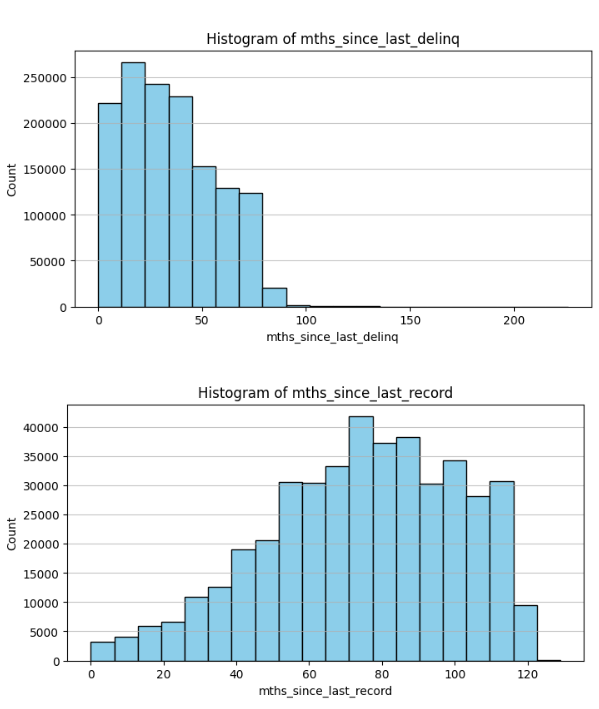 Histogram of mths_since_last_delinq
250000
200000
150000
100000
50000
0
Count
0 50 100 150 200
mths_since_last_delinq
Histogram of mths_since_last_record
40000
35000
30000
25000
20000
15000
10000
5000
0
Count
0 20 40 60 80 100 120
mths_since_last_record